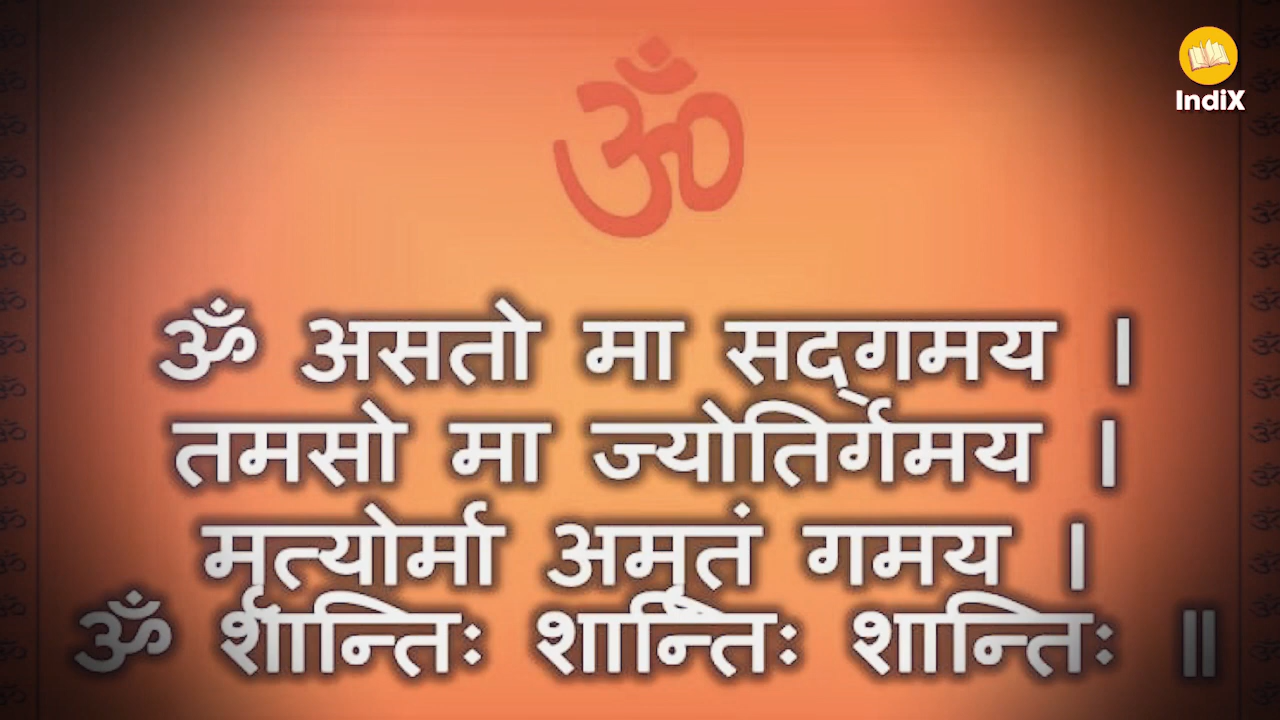 IndiX
ॐ
ॐ असतो मा सद्‌गमय ।
तमसो मा ज्योतिर्गमय ।
मृत्योर्मा अमृतं गमय ।
ॐ शान्तिः शान्तिः शान्तिः ॥